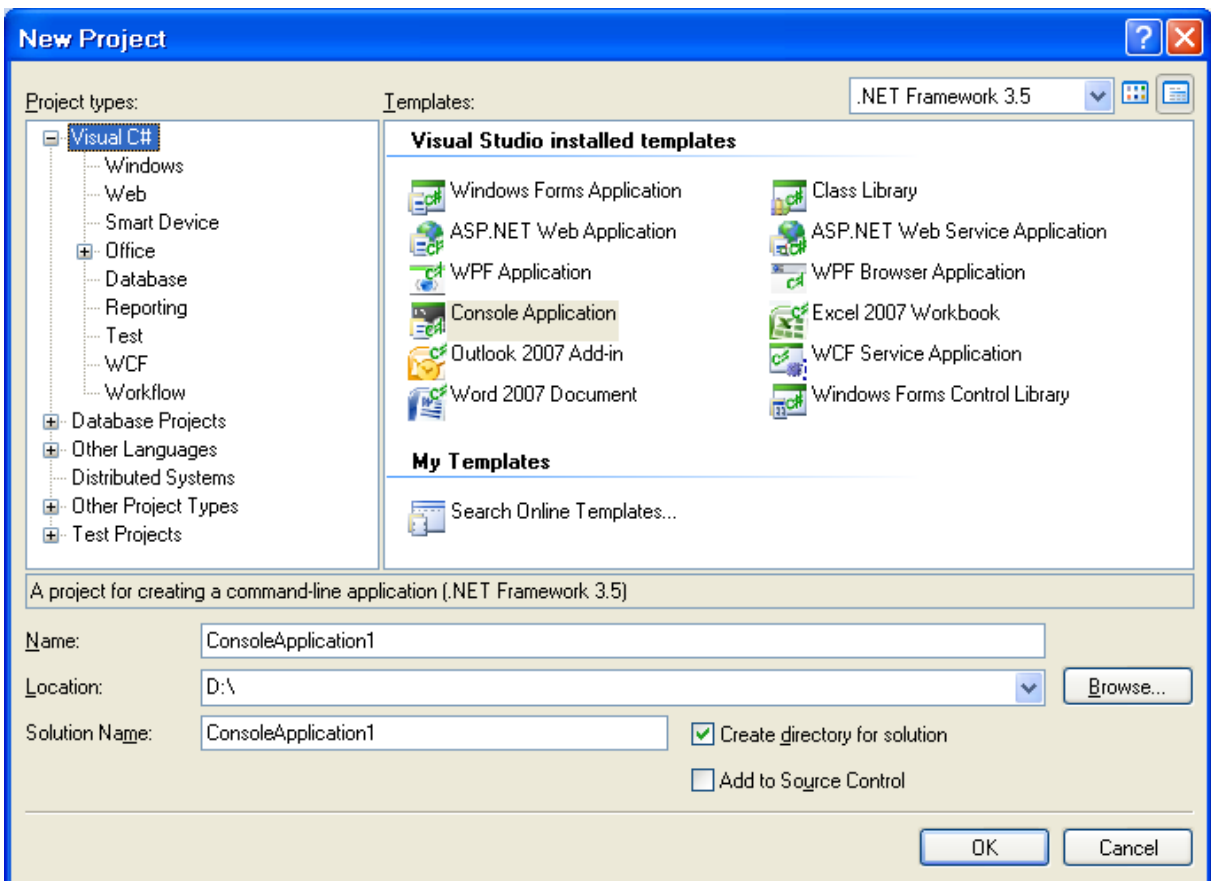 New Project
Project types:
Templates:
.NET Framework 3.5
Visual C#
Windows
Web
Smart Device
Office
Database
Reporting
Test
WCF
Workflow
Database Projects
Other Languages
Distributed Systems
Other Project Types
Test Projects
Visual Studio installed templates
Windows Forms Application
Class Library
ASP.NET Web Application
ASP.NET Web Service Application
WPF Application
WPF Browser Application
Console Application
Excel 2007 Workbook
Outlook 2007 Add-in
WCF Service Application
Word 2007 Document
Windows Forms Control Library
My Templates
Search Online Templates...
A project for creating a command-line application (.NET Framework 3.5)
Name:
ConsoleApplication1
Location:
D:\
Browse...
Solution Name:
ConsoleApplication1
Create directory for solution
Add to Source Control
OK
Cancel